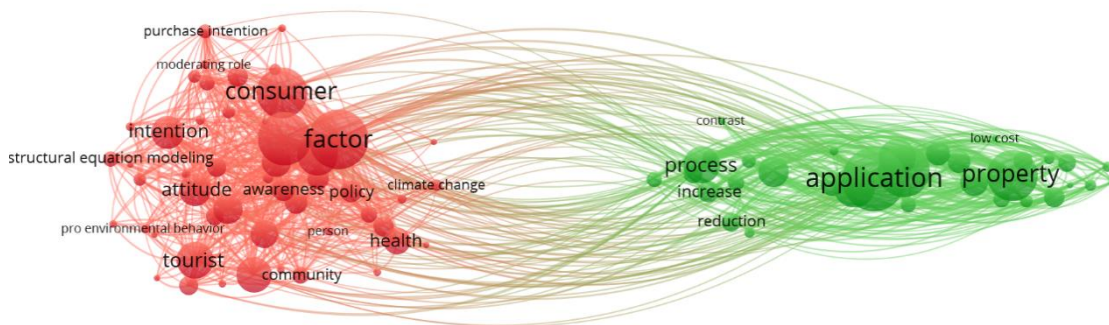 purchase intention
moderating role
consumer
intention
factor
structural equation modeling
attitude
awareness
policy
climate change
pro environmental behavior
person
health
tourist
community
contrast
low cost
process
application
property
increase
reduction